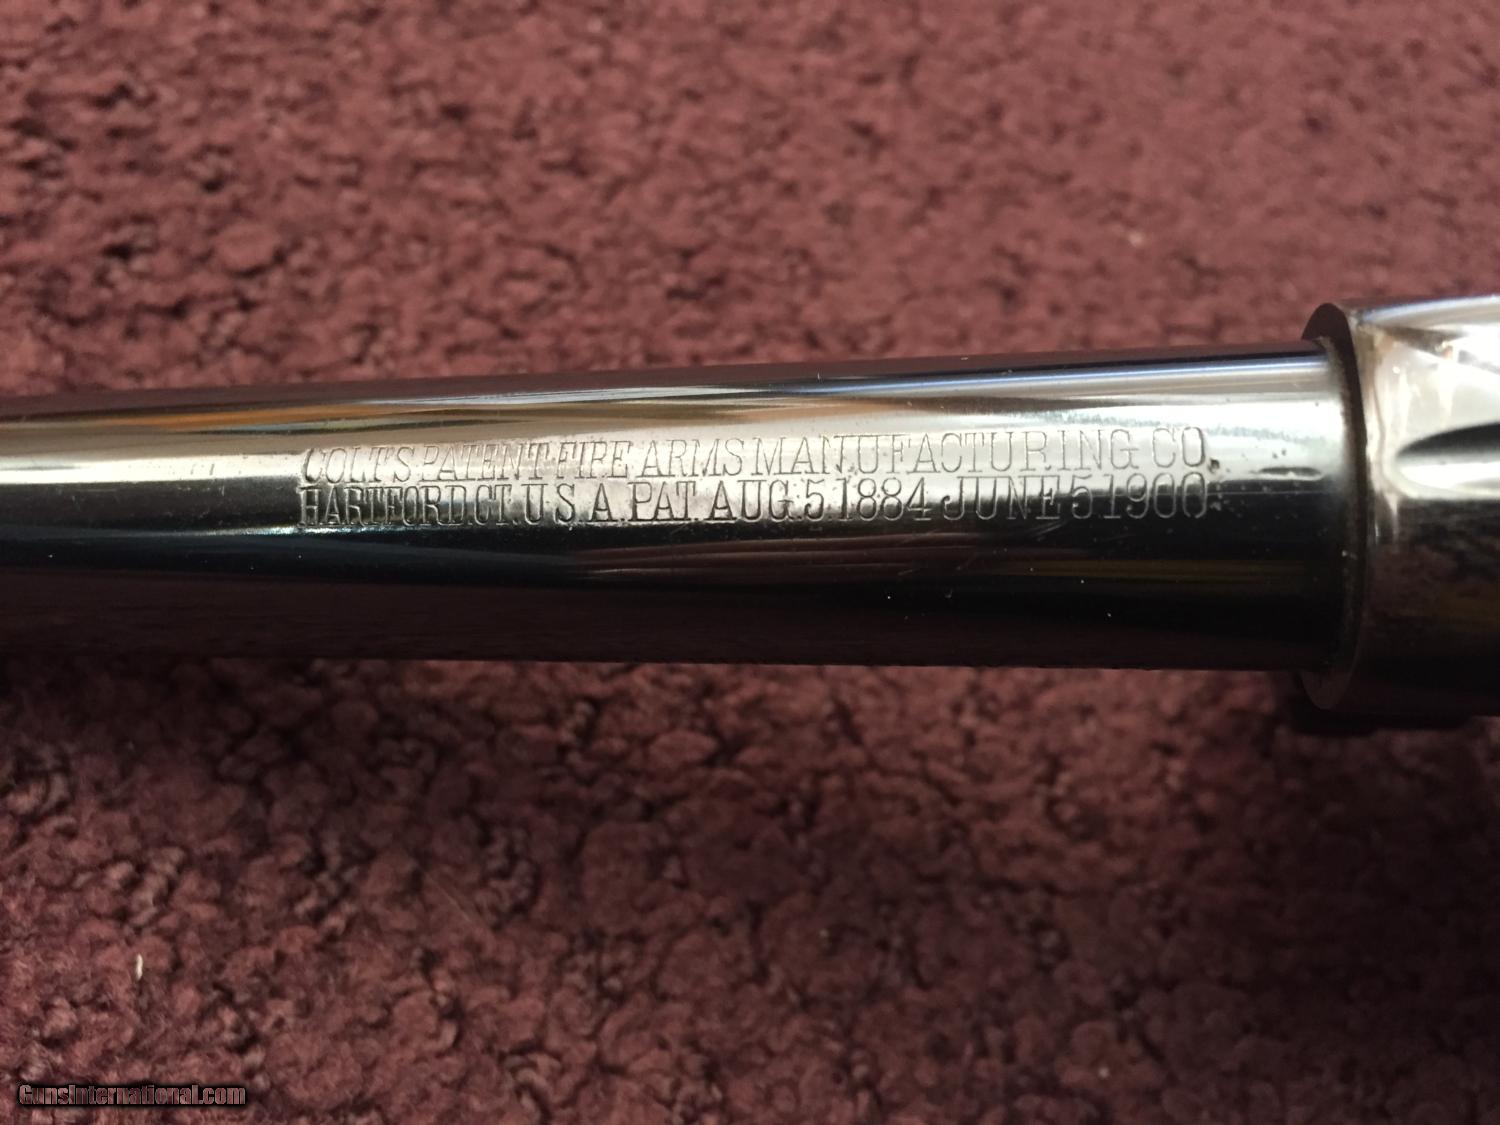 COLT'S PATENT FIRE ARMS MANUFACTURING CO.
HARTFORD CT. U.S.A. PAT. AUG. 5 1884 JUNE 5 1900
GunsInternational.com